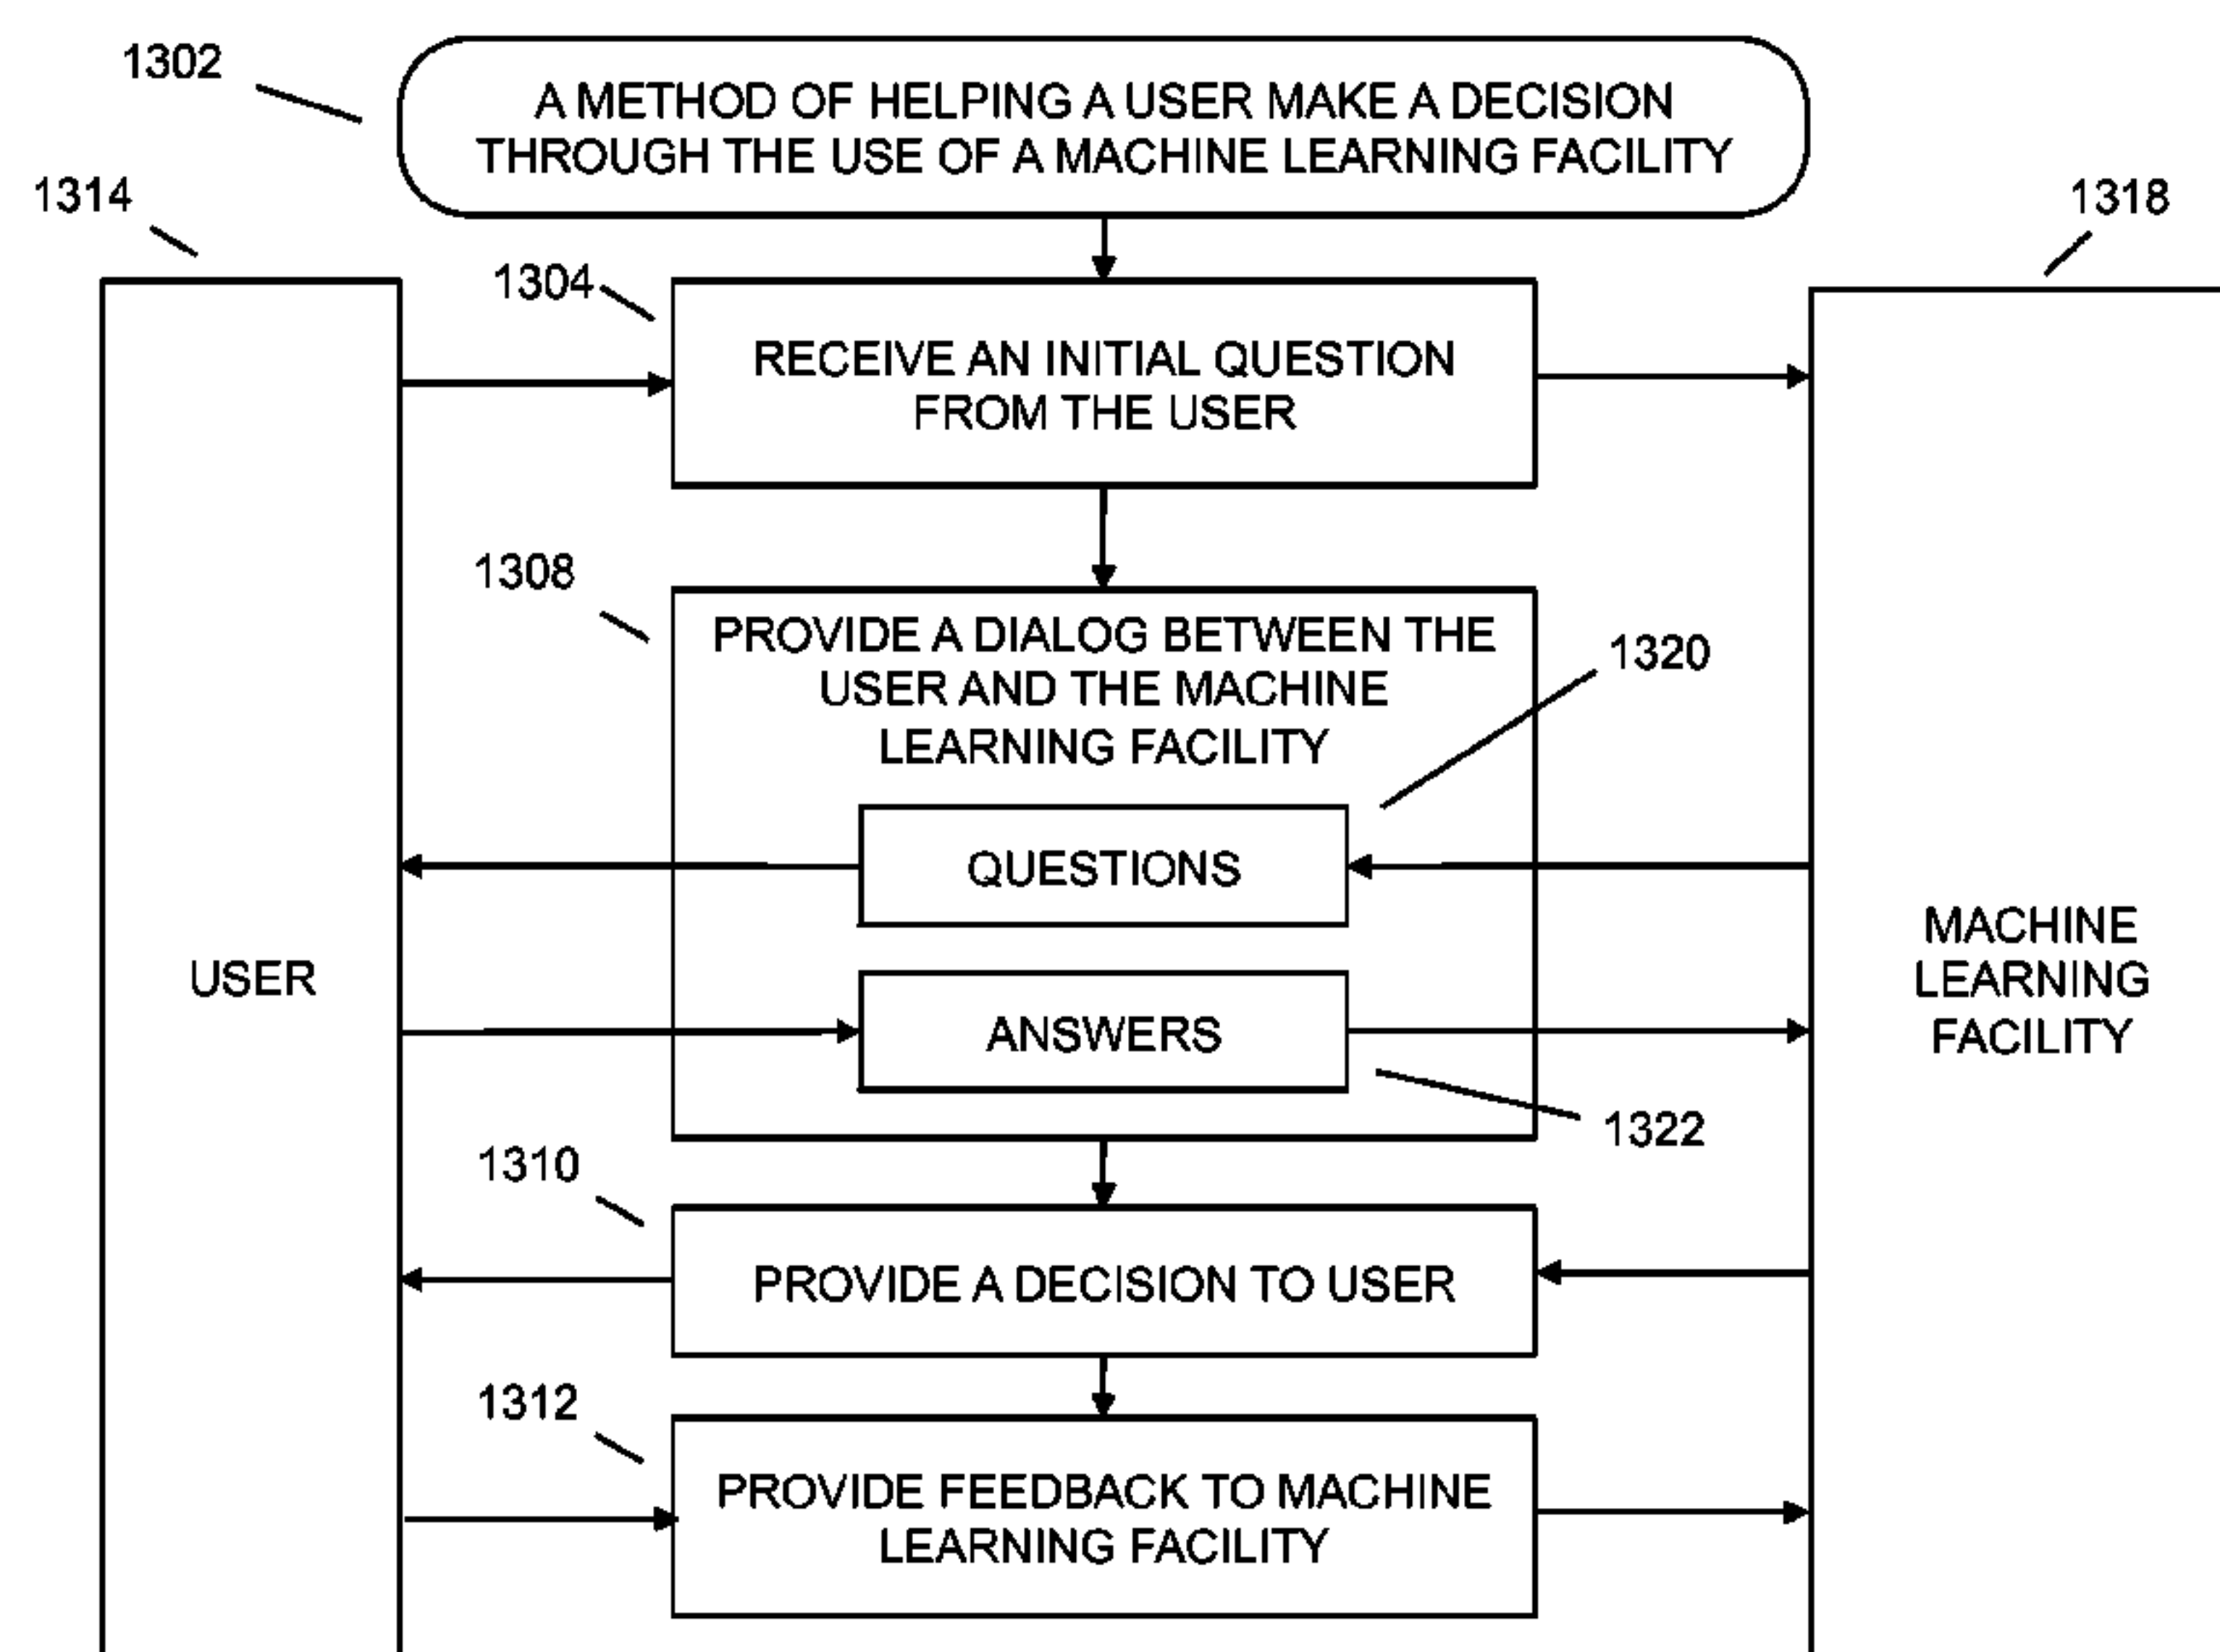 1302
A METHOD OF HELPING A USER MAKE A DECISION
THROUGH THE USE OF A MACHINE LEARNING FACILITY
1314
1318
1304
RECEIVE AN INITIAL QUESTION
FROM THE USER
1308
PROVIDE A DIALOG BETWEEN THE
USER AND THE MACHINE
LEARNING FACILITY
1320
QUESTIONS
USER
ANSWERS
MACHINE
LEARNING
FACILITY
1322
1310
PROVIDE A DECISION TO USER
1312
PROVIDE FEEDBACK TO MACHINE
LEARNING FACILITY